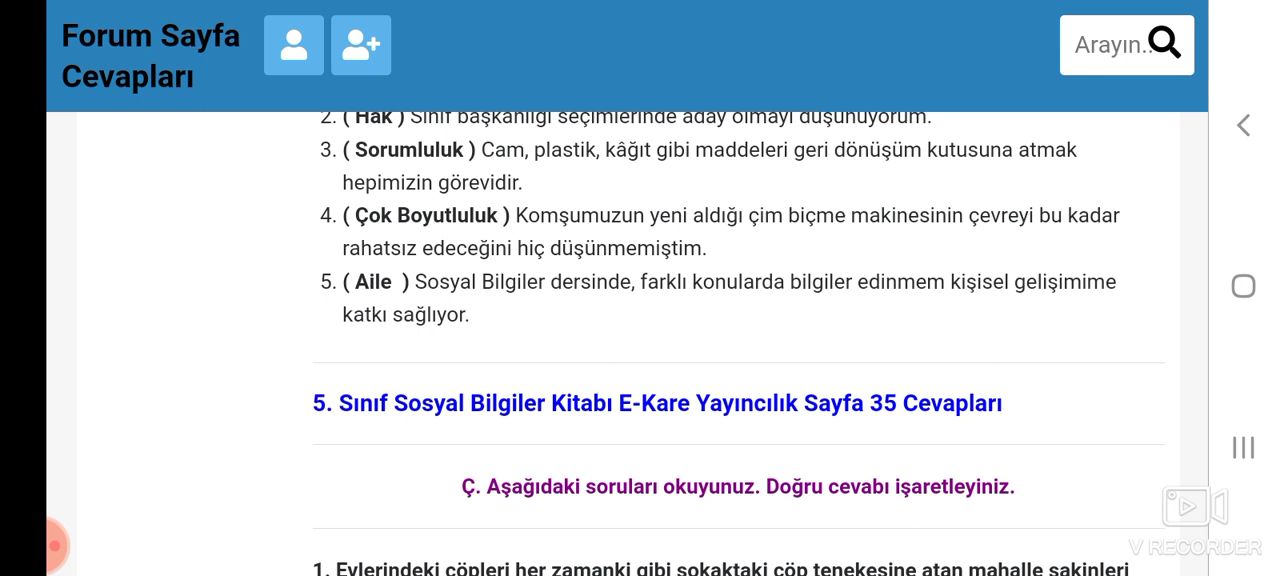 Forum Sayfa
Cevapları
Arayın..
2. ( Hak ) Sınıf başkanlığı seçimlerinde aday olmayı düşünüyorum.
3. ( Sorumluluk ) Cam, plastik, kâğıt gibi maddeleri geri dönüşüm kutusuna atmak
hepimizin görevidir.
4. ( Çok Boyutluluk ) Komşumuzun yeni aldığı çim biçme makinesinin çevreyi bu kadar
rahatsız edeceğini hiç düşünmemiştim.
5. ( Aile  ) Sosyal Bilgiler dersinde, farklı konularda bilgiler edinmem kişisel gelişimime
katkı sağlıyor.
5. Sınıf Sosyal Bilgiler Kitabı E-Kare Yayıncılık Sayfa 35 Cevapları
Ç. Aşağıdaki soruları okuyunuz. Doğru cevabı işaretleyiniz.
V RECORDER
1. Evlerindeki çöpleri her zamanki gibi sokaktaki çöp tenekesine atan mahalle sakinleri